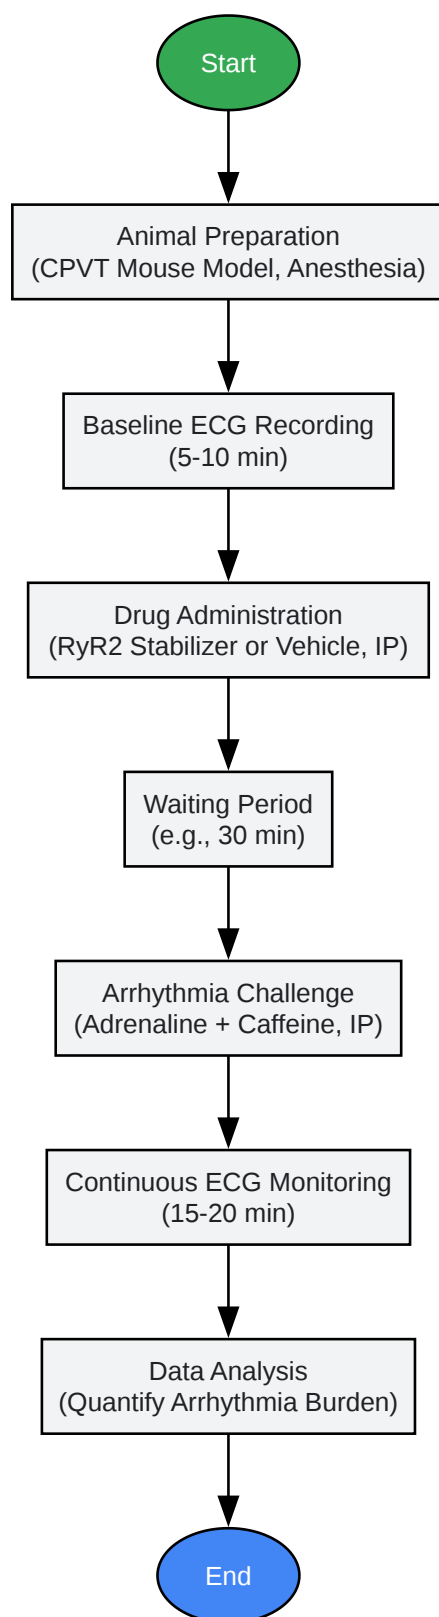 Start
Animal Preparation
(CPVT Mouse Model, Anesthesia)
Baseline ECG Recording
(5-10 min)
Drug Administration
(RyR2 Stabilizer or Vehicle, IP)
Waiting Period
(e.g., 30 min)
Arrhythmia Challenge
(Adrenaline + Caffeine, IP)
Continuous ECG Monitoring
(15-20 min)
Data Analysis
(Quantify Arrhythmia Burden)
End